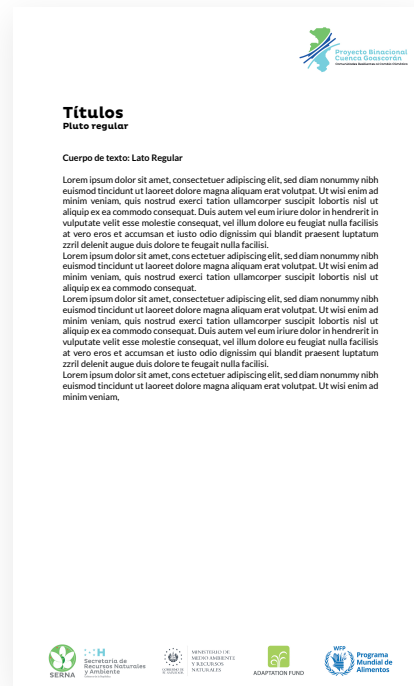 Proyecto Binacional
Cuenca Goascorán
Comunidades Resilientes al Cambio Climático
Títulos
Pluto regular
Cuerpo de texto: Lato Regular
Lorem ipsum dolor sit amet, consectetuer adipiscing elit, sed diam nonummy nibh
euismod tincidunt ut laoreet dolore magna aliquam erat volutpat. Ut wisi enim ad
minim veniam, quis nostrud exerci tation ullamcorper suscipit lobortis nisl ut
aliquip ex ea commodo consequat. Duis autem vel eum iriure dolor in hendrerit in
vulputate velit esse molestie consequat, vel illum dolore eu feugiat nulla facilisis
at vero eros et accumsan et iusto odio dignissim qui blandit praesent luptatum
zzril delenit augue duis dolore te feugait nulla facilisi.
Lorem ipsum dolor sit amet, cons ectetuer adipiscing elit, sed diam nonummy nibh
euismod tincidunt ut laoreet dolore magna aliquam erat volutpat. Ut wisi enim ad
minim veniam, quis nostrud exerci tation ullamcorper suscipit lobortis nisl ut
aliquip ex ea commodo consequat.
Lorem ipsum dolor sit amet, cons ectetuer adipiscing elit, sed diam nonummy nibh
euismod tincidunt ut laoreet dolore magna aliquam erat volutpat. Ut wisi enim ad
minim veniam, quis nostrud exerci tation ullamcorper suscipit lobortis nisl ut
aliquip ex ea commodo consequat. Duis autem vel eum iriure dolor in hendrerit in
vulputate velit esse molestie consequat, vel illum dolore eu feugiat nulla facilisis
at vero eros et accumsan et iusto odio dignissim qui blandit praesent luptatum
zzril delenit augue duis dolore te feugait nulla facilisi.
Lorem ipsum dolor sit amet, cons ectetuer adipiscing elit, sed diam nonummy nibh
euismod tincidunt ut laoreet dolore magna aliquam erat volutpat. Ut wisi enim ad
minim veniam,
SERNA
H
Secretaría de
Recursos Naturales
y Ambiente
GOBIERNO DE
EL SALVADOR
MINISTERIO DE
MEDIO AMBIENTE
Y RECURSOS
NATURALES
ADAPTATION FUND
WFP
Programa
Mundial de
Alimentos